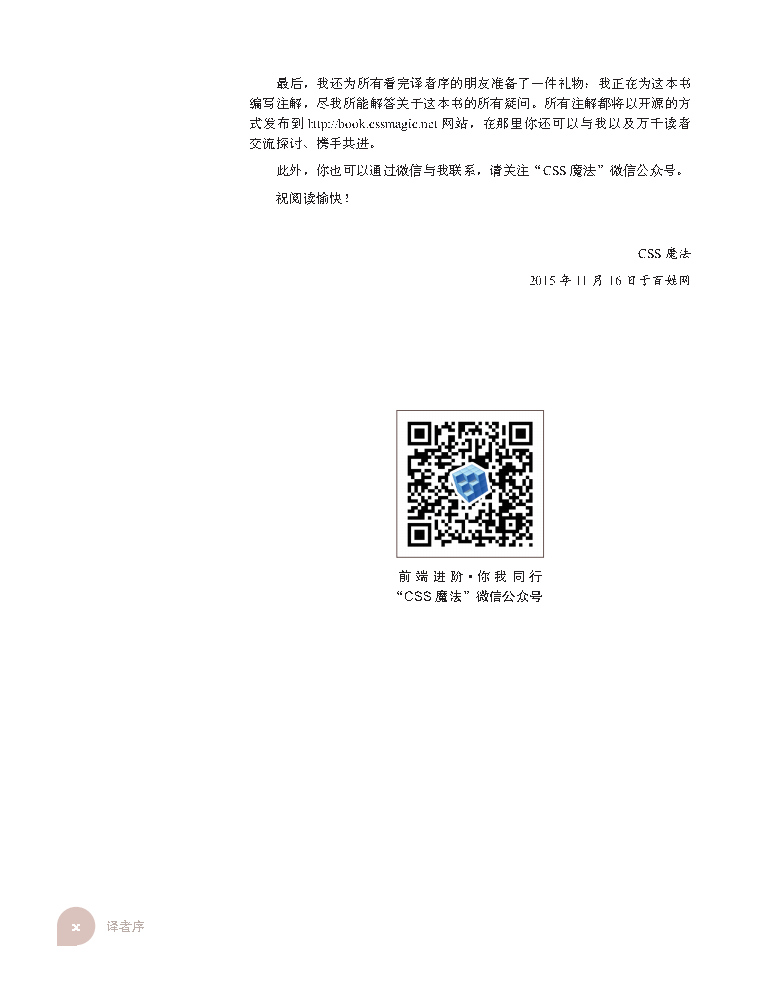 最后，我还为所有看完译者序的朋友准备了一件礼物：我正在为这本书
编写注解，尽我所能解答关于这本书的所有疑问。所有注解都将以开源的方
式发布到 http://book.cssmagic.net 网站，在那里你还可以与我以及万千读者
交流探讨、携手共进。
此外，你也可以通过微信与我联系，请关注“CSS 魔法”微信公众号。
祝阅读愉快！
CSS 魔法
2015 年 11 月 16 日于百姓网
前端进阶·你我同行
“CSS 魔法”微信公众号
x 译者序